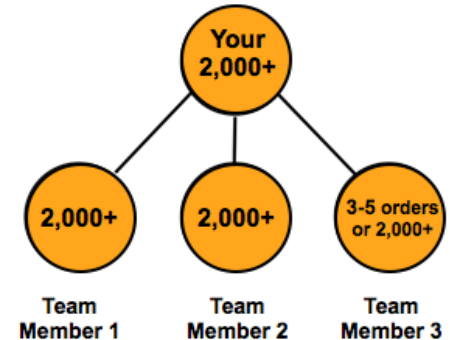 Your
2,000+
2,000+
2,000+
3-5 orders
or 2,000+
Team
Member 1
Team
Member 2
Team
Member 3